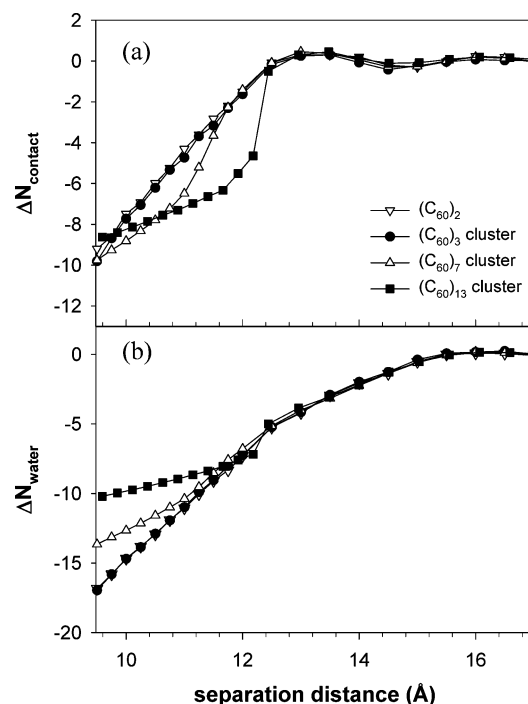 2
(a)
0
-2
-4
-6
-8
-10
-12
ΔNcontact
(C60)2
(C60)3 cluster
(C60)7 cluster
(C60)13 cluster
(b)
0
-5
-10
-15
-20
ΔNwater
10 12 14 16
separation distance (Å)